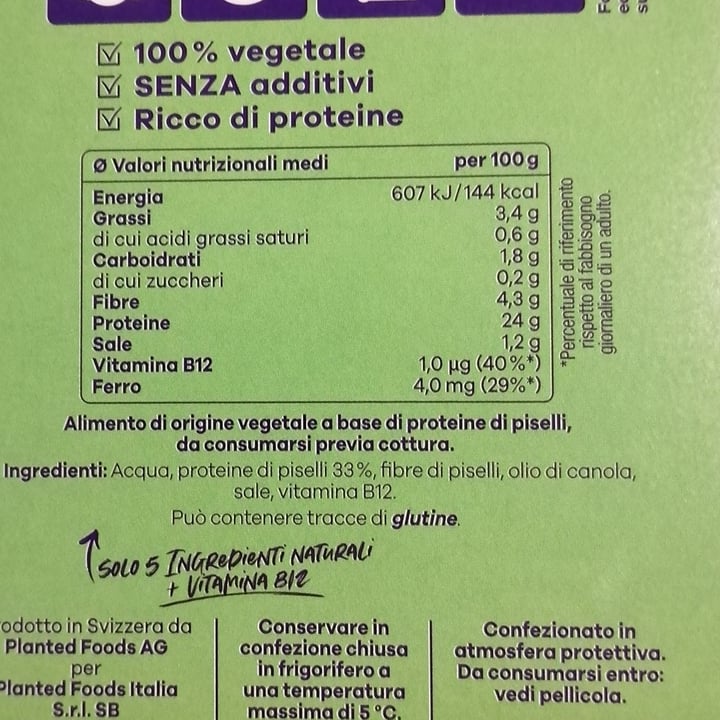 100% vegetale
SENZA additivi
Ricco di proteine
Ø Valori nutrizionali medi per 100 g
Energia 607 kJ/144 kcal
Grassi 3,4 g
di cui acidi grassi saturi 0,6 g
Carboidrati 1,8 g
di cui zuccheri 0,2 g
Fibre 4,3 g
Proteine 24 g
Sale 1,2 g
Vitamina B12 1,0 µg (40%*)
Ferro 4,0 mg (29%*)
*Percentuale di riferimento
rispetto al fabbisogno
giornaliero di un adulto.
Alimento di origine vegetale a base di proteine di piselli,
da consumarsi previa cottura.
Ingredienti: Acqua, proteine di piselli 33%, fibre di piselli, olio di canola,
sale, vitamina B12.
Può contenere tracce di glutine.
SOLO 5 INGREDIENTI NATURALI
+ VITAMINA B12
odotto in Svizzera da
Planted Foods AG
per
Planted Foods Italia
S.r.l. SB
Conservare in
confezione chiusa
in frigorifero a
una temperatura
massima di 5 °C.
Confezionato in
atmosfera protettiva.
Da consumarsi entro:
vedi pellicola.